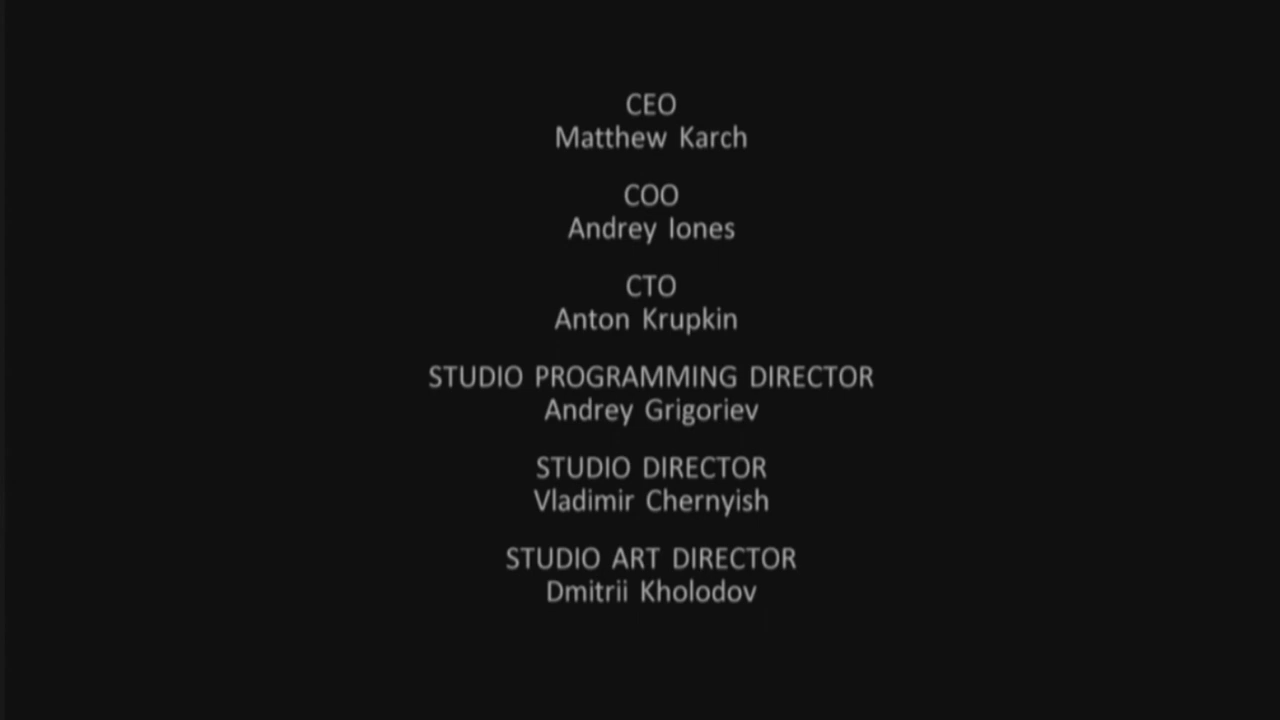 CEO
Matthew Karch
COO
Andrey Iones
CTO
Anton Krupkin
STUDIO PROGRAMMING DIRECTOR
Andrey Grigoriev
STUDIO DIRECTOR
Vladimir Chernyish
STUDIO ART DIRECTOR
Dmitrii Kholodov